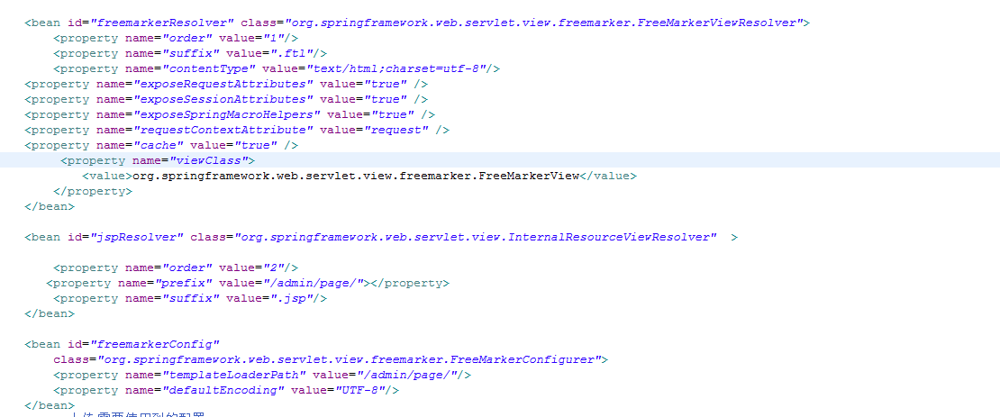 <bean id="freemarkerResolver" class="org.springframework.web.servlet.view.freemarker.FreeMarkerViewResolver">
<property name="order" value="1"/>
<property name="suffix" value=".ftl"/>
<property name="contentType" value="text/html;charset=utf-8"/>
<property name="exposeRequestAttributes" value="true" />
<property name="exposeSessionAttributes" value="true" />
<property name="exposeSpringMacroHelpers" value="true" />
<property name="requestContextAttribute" value="request" />
<property name="cache" value="true" />
<property name="viewClass">
<value>org.springframework.web.servlet.view.freemarker.FreeMarkerView</value>
</property>
</bean>
<bean id="jspResolver" class="org.springframework.web.servlet.view.InternalResourceViewResolver"  >
<property name="order" value="2"/>
<property name="prefix" value="/admin/page/"></property>
<property name="suffix" value=".jsp"/>
</bean>
<bean id="freemarkerConfig"
class="org.springframework.web.servlet.view.freemarker.FreeMarkerConfigurer">
<property name="templateLoaderPath" value="/admin/page/"/>
<property name="defaultEncoding" value="UTF-8"/>
</bean>